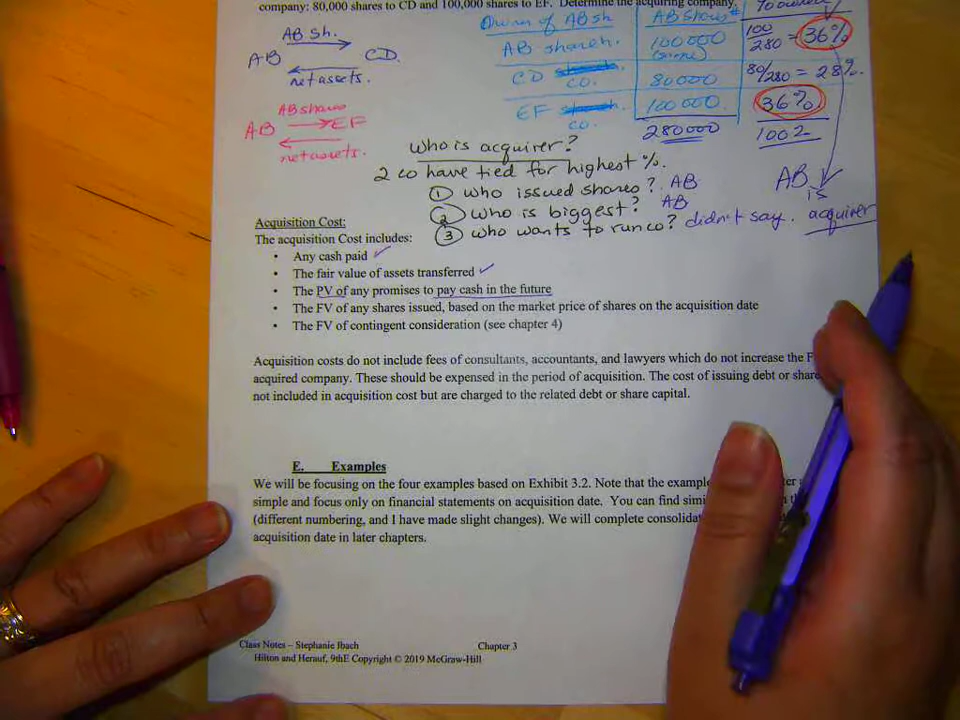 company: 80,000 shares to CD and 100,000 shares to EF. Determine the acquiring company.
Owner of AB sh
AB shares #
% owned
AB sh.
AB CD.
net assets.
AB shareh. 100 000 100/280 = 36%
CD co. 80000 80/280 = 28%.
EF co. 100 000. 36%
280000 100%
AB shares
AB EF
net assets.
Who is acquirer?
2 co have tied for highest %.
① who issued shares? AB
② who is biggest? AB
③ who wants to run co? didn't say.
AB
is
acquirer
Acquisition Cost:
The acquisition Cost includes:
• Any cash paid ✓
• The fair value of assets transferred ✓
• The PV of any promises to pay cash in the future
• The FV of any shares issued, based on the market price of shares on the acquisition date
• The FV of contingent consideration (see chapter 4)
Acquisition costs do not include fees of consultants, accountants, and lawyers which do not increase the F
acquired company. These should be expensed in the period of acquisition. The cost of issuing debt or share
not included in acquisition cost but are charged to the related debt or share capital.
E. Examples
We will be focusing on the four examples based on Exhibit 3.2. Note that the exampl
simple and focus only on financial statements on acquisition date. You can find simi
(different numbering, and I have made slight changes). We will complete consolida
acquisition date in later chapters.
Class Notes – Stephanie Ibach Chapter 3
Hilton and Herauf, 9thE Copyright © 2019 McGraw-Hill